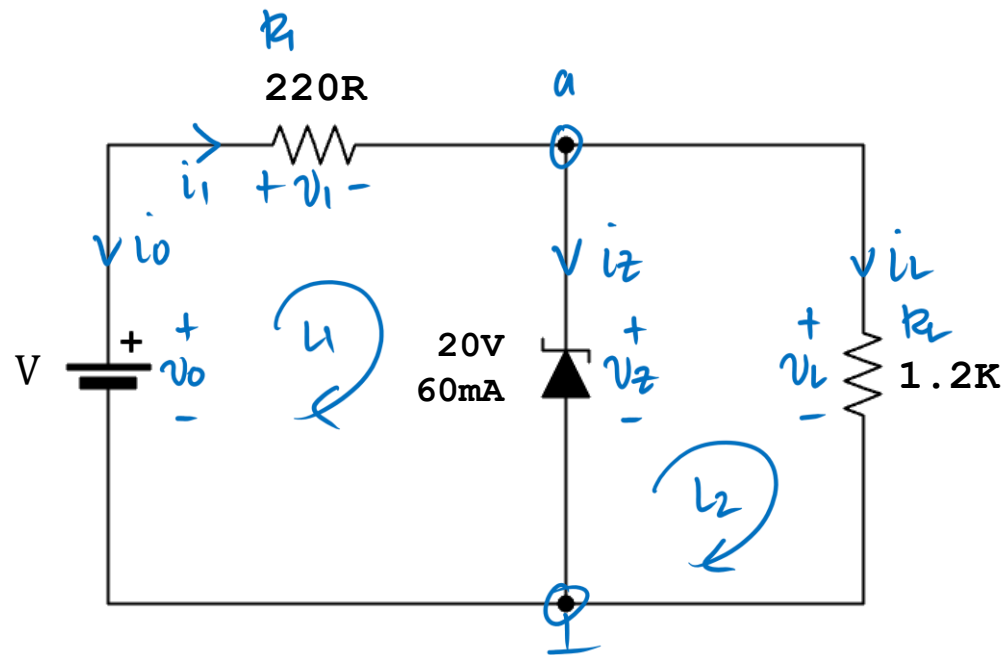 R1
220R
a
i1
+ v1 -
i0
iz
iL
+
V
+
v0
-
L1
20V
60mA
+
vz
-
+
vL
-
RL
1.2K
L2